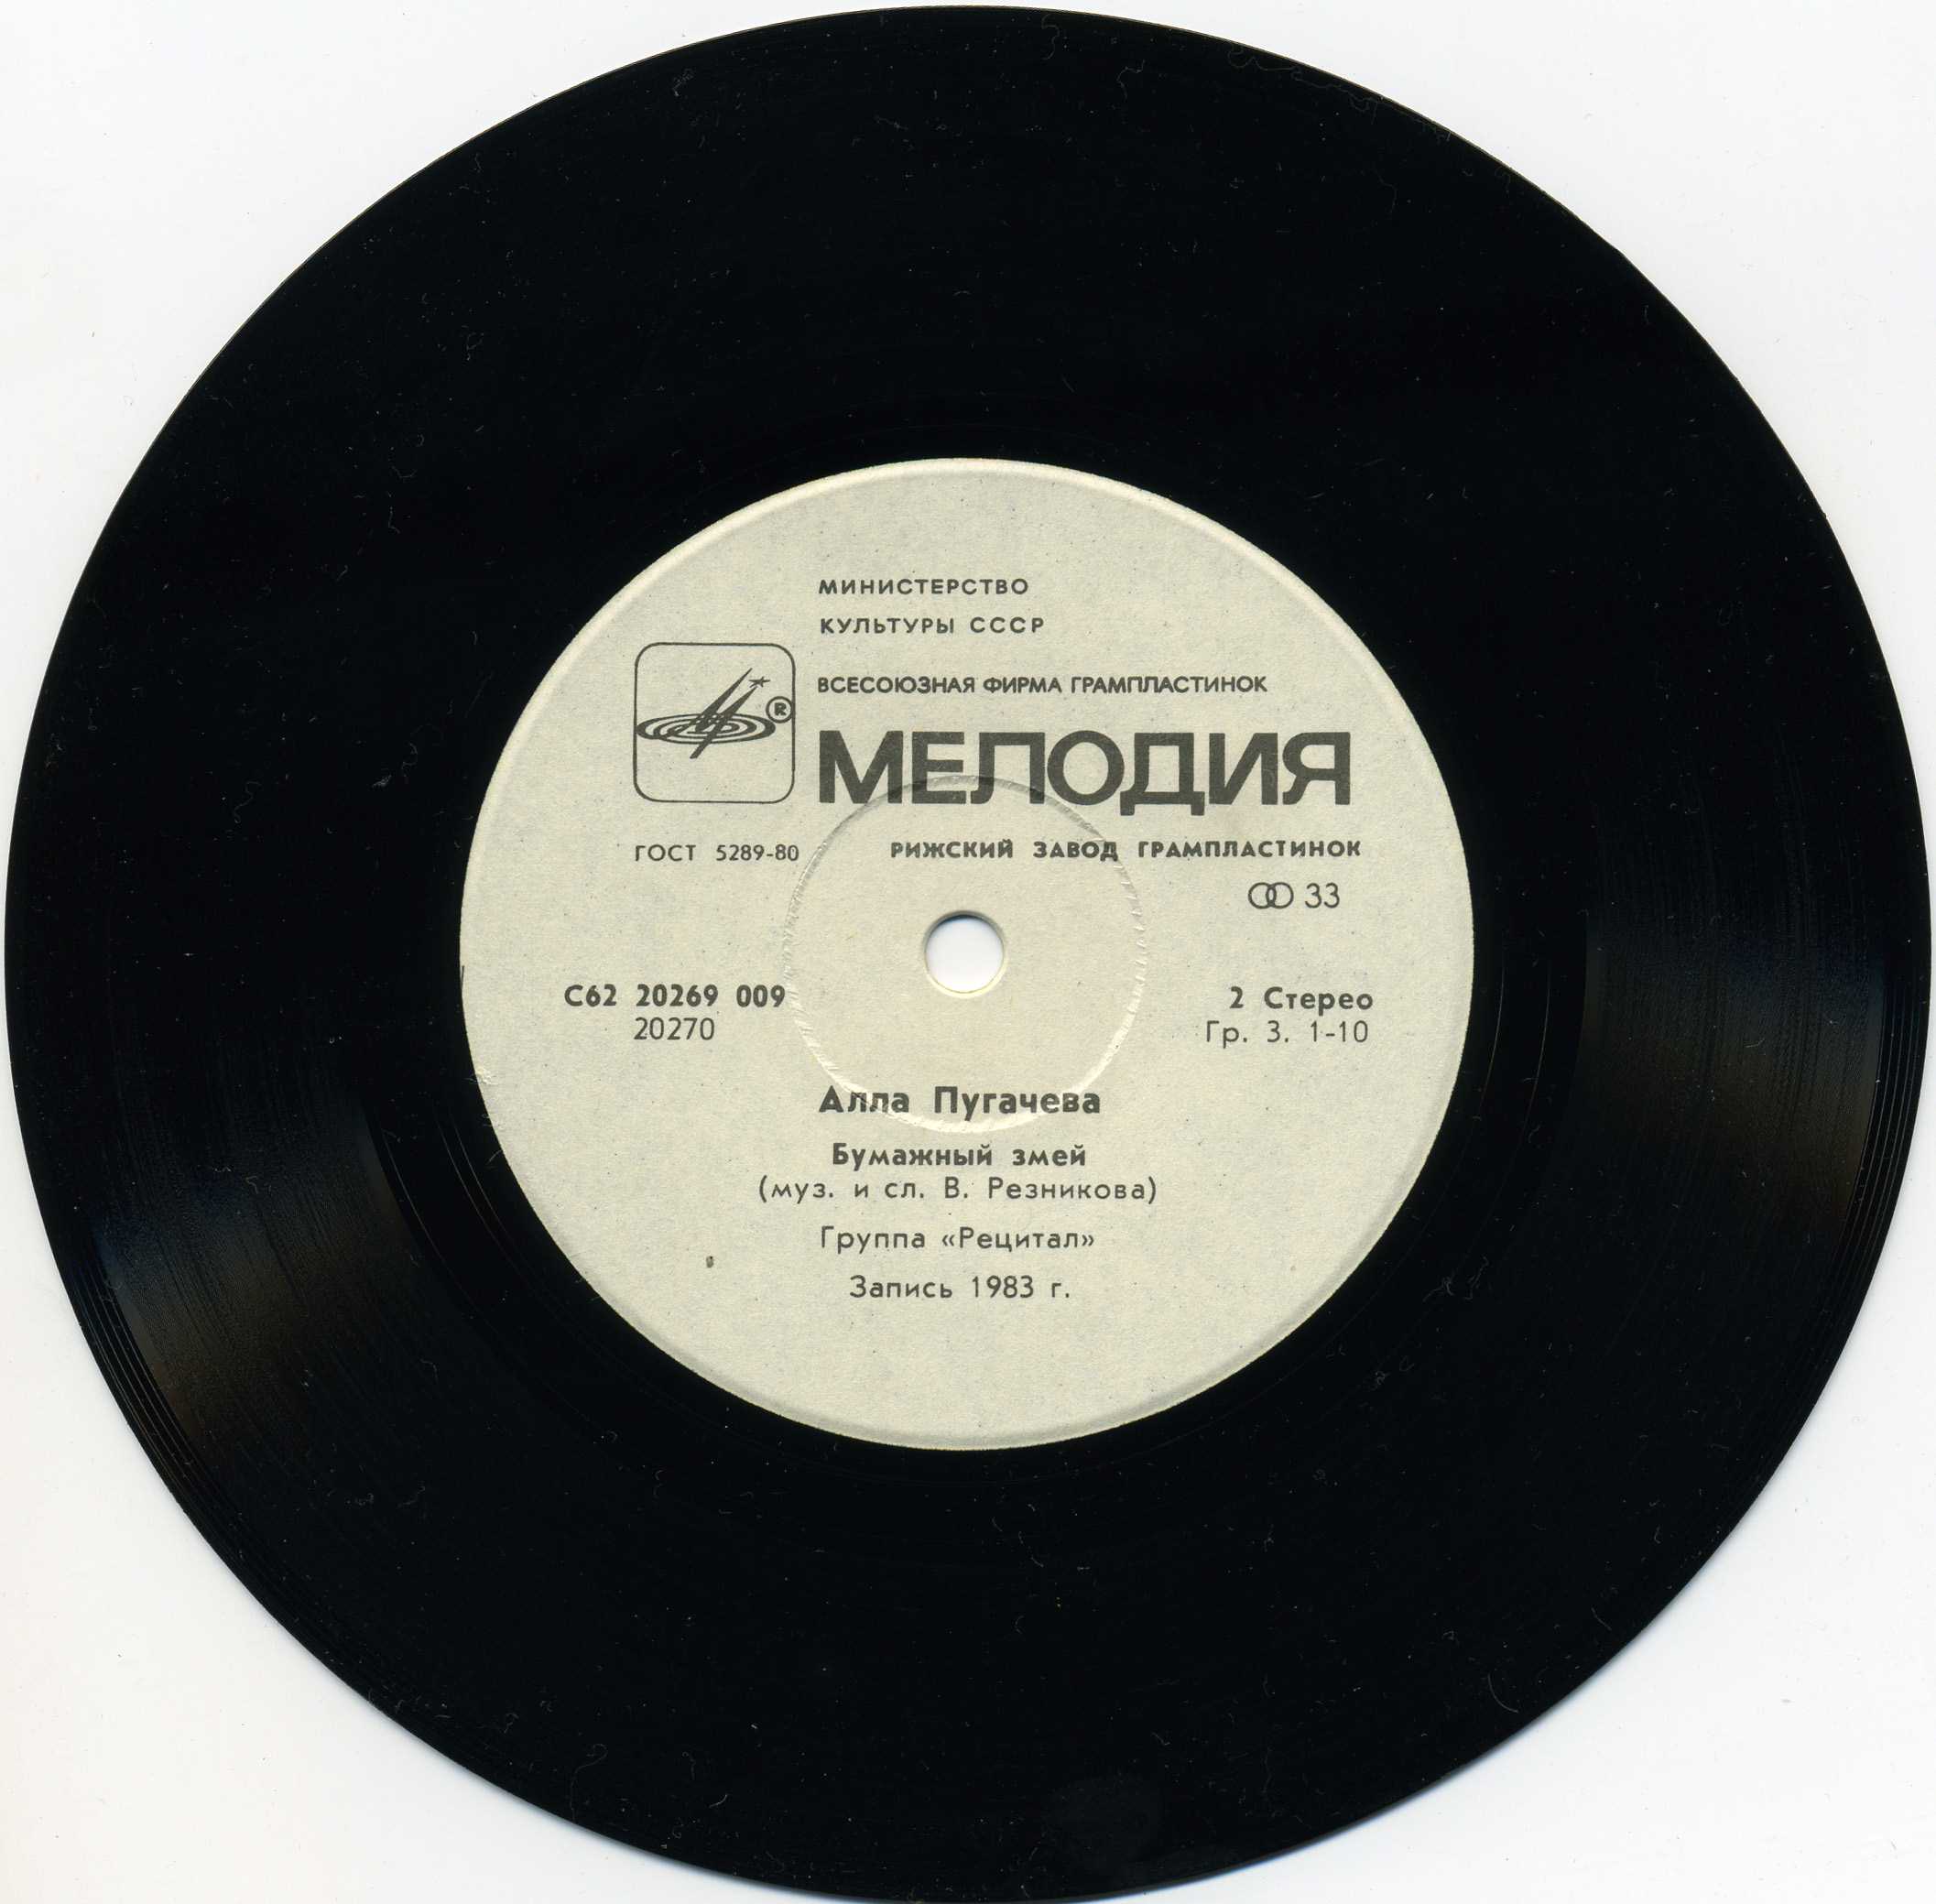 МИНИСТЕРСТВО
КУЛЬТУРЫ СССР
ВСЕСОЮЗНАЯ ФИРМА ГРАМПЛАСТИНОК
®
МЕЛОДИЯ
ГОСТ 5289-80
РИЖСКИЙ ЗАВОД ГРАМПЛАСТИНОК
33
С62 20269 009
20270
2 Стерео
Гр. 3. 1-10
Алла Пугачева
Бумажный змей
(муз. и сл. В. Резникова)
Группа «Рецитал»
Запись 1983 г.